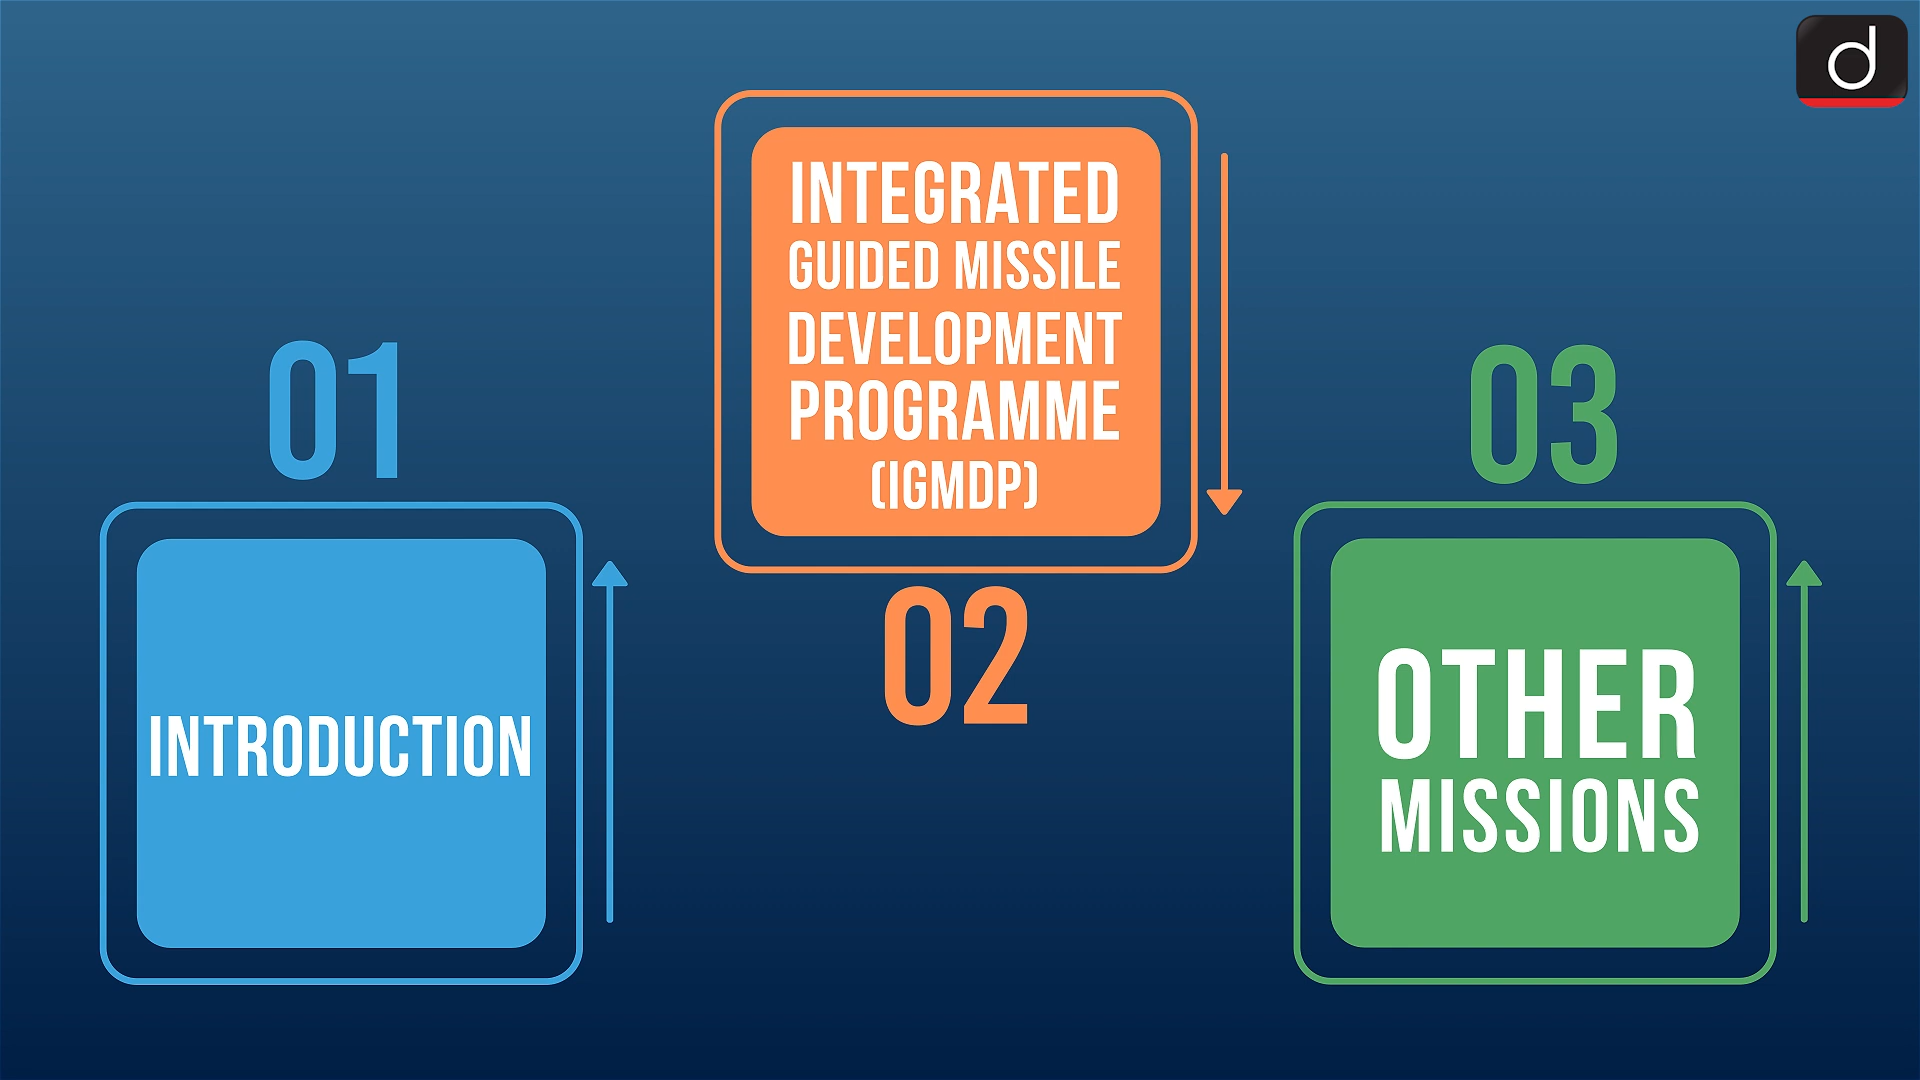 01
INTRODUCTION
INTEGRATED
GUIDED MISSILE
DEVELOPMENT
PROGRAMME
(IGMDP)
02
03
OTHER
MISSIONS
d